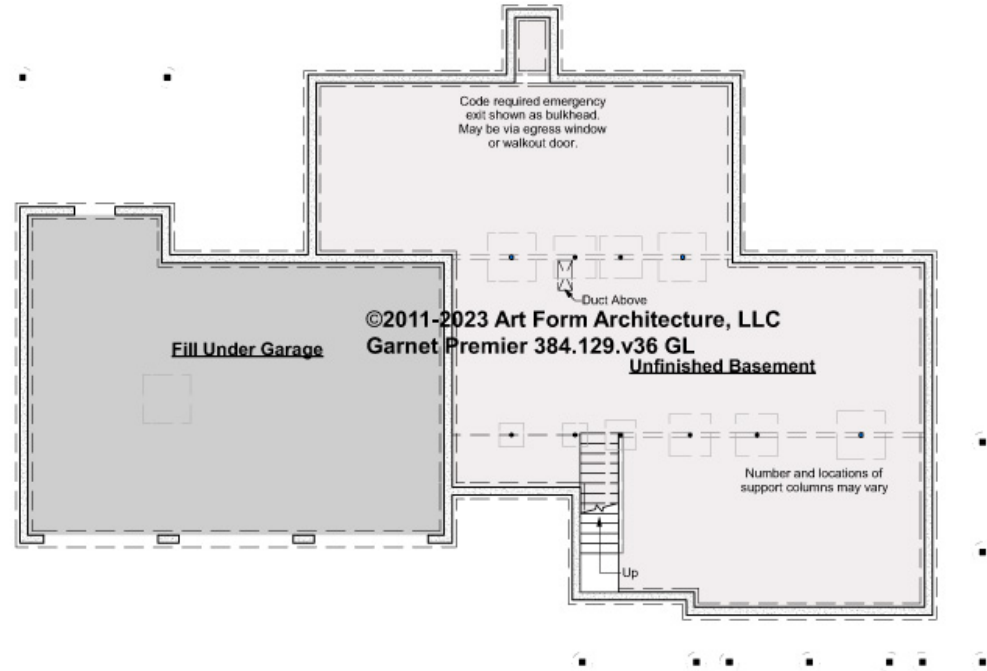 Code required emergency
exit shown as bulkhead.
May be via egress window
or walkout door.
Duct Above
©2011-2023 Art Form Architecture, LLC
Garnet Premier 384.129.v36 GL
Fill Under Garage
Unfinished Basement
Number and locations of
support columns may vary
Up